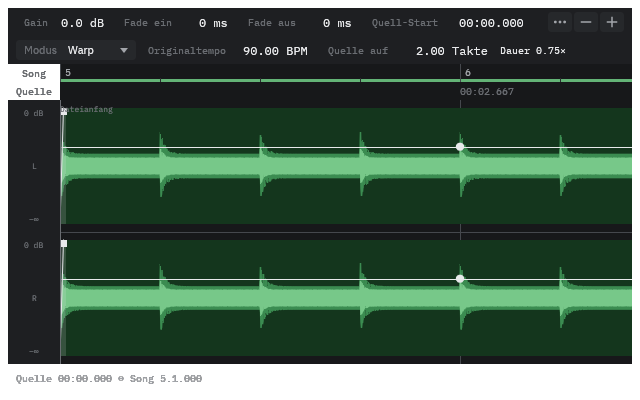 Gain 0.0 dB Fade ein 0 ms Fade aus 0 ms Quell-Start 00:00.000
Modus Warp Originaltempo 90.00 BPM Quelle auf 2.00 Takte Dauer 0.75×
Song 5 6
Quelle 00:02.667
0 dB
L
−∞
0 dB
R
−∞
Quelle 00:00.000 ⊖ Song 5.1.000